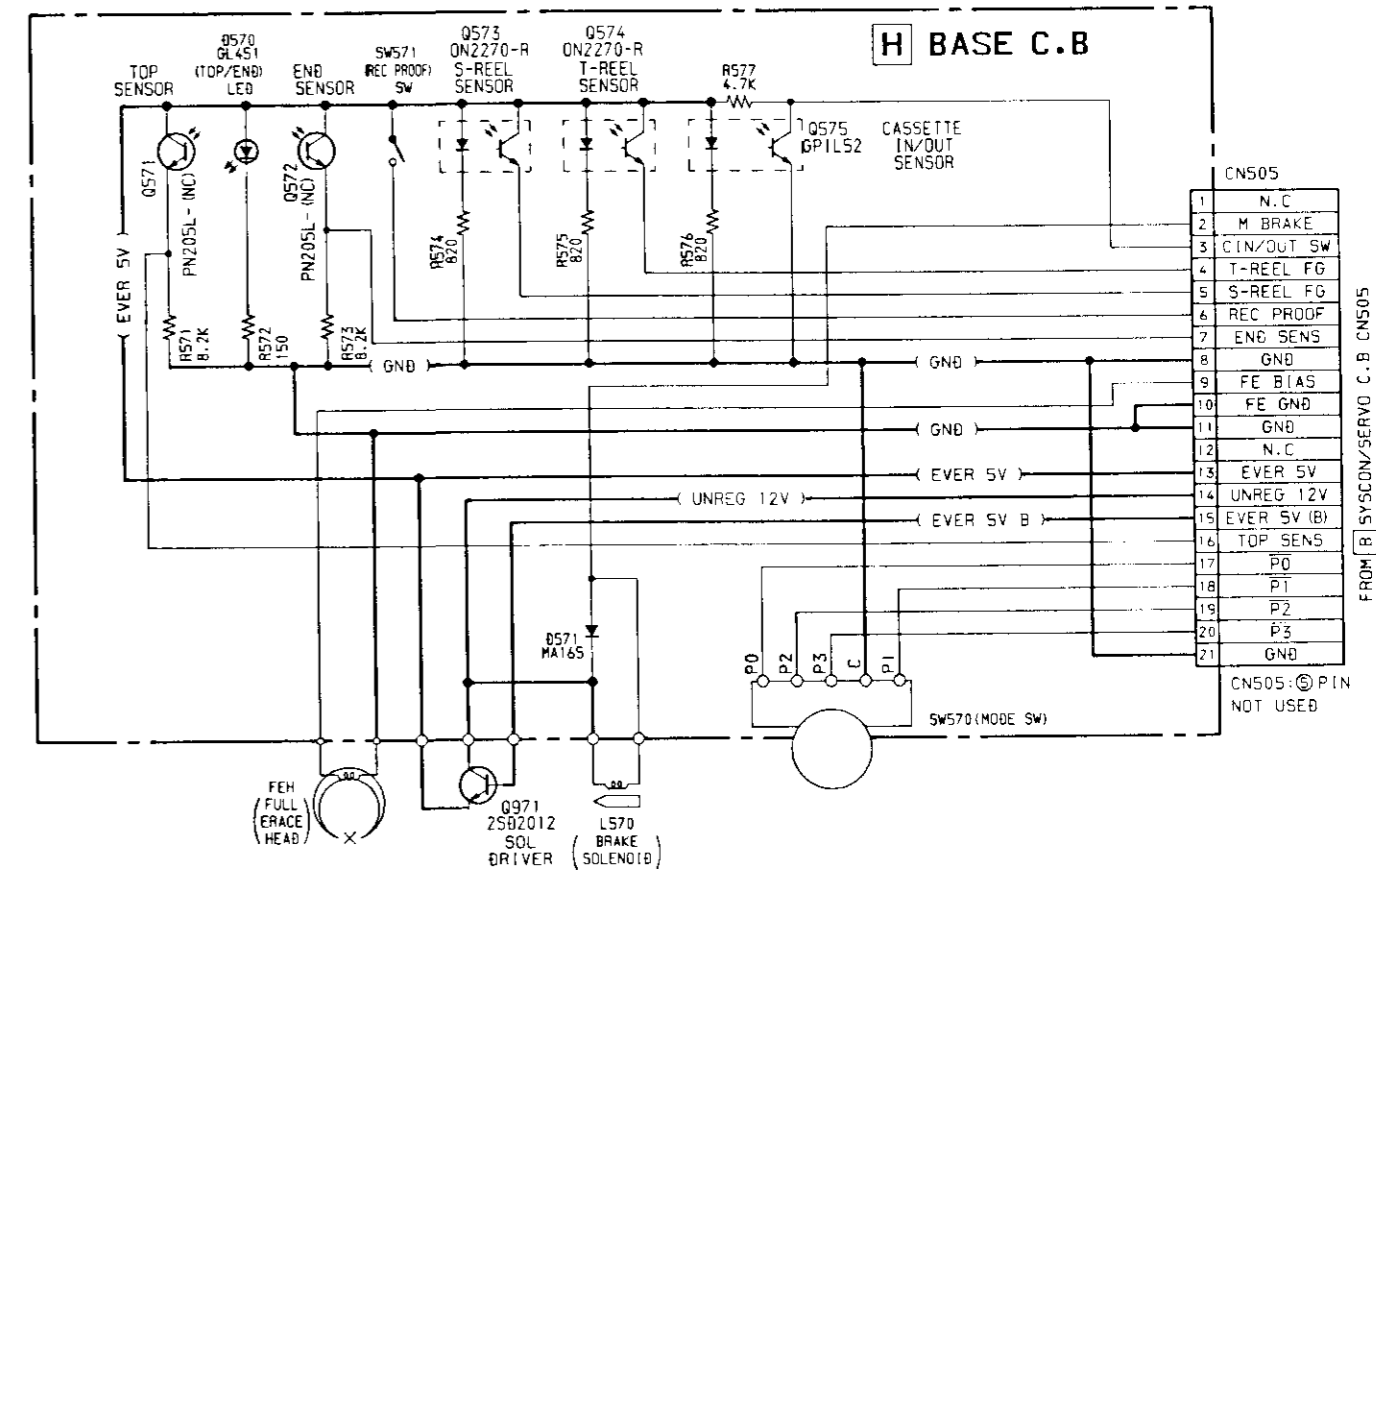 H BASE C.B
TOP
SENSOR
D570
GL451
(TOP/END)
LED
END
SENSOR
SW571
(REC PROOF)
SW
Q573
ON2270-R
S-REEL
SENSOR
Q574
ON2270-R
T-REEL
SENSOR
R577
4.7K
Q575
GPIL52
CASSETTE
IN/OUT
SENSOR
Q571
PN205L-(NC)
Q572
PN205L-(NC)
R574
820
R575
820
R576
820
R571
8.2K
R572
150
R573
8.2K
( EVER 5V )
( GND )
( GND )
( GND )
( EVER 5V )
( UNREG 12V )
( EVER 5V B )
CN505
1 N.C
2 M BRAKE
3 CIN/OUT SW
4 T-REEL FG
5 S-REEL FG
6 REC PROOF
7 END SENS
8 GND
9 FE BIAS
10 FE GND
11 GND
12 N.C
13 EVER 5V
14 UNREG 12V
15 EVER 5V (B)
16 TOP SENS
17 P0
18 P1
19 P2
20 P3
21 GND
FROM B SYSCON/SERVO C.B CN505
CN505:⑤PIN
NOT USED
D571
MA165
P0
P2
P3
C
P1
SW570(MODE SW)
FEH
(FULL
ERACE
HEAD)
Q971
2SD2012
SOL
DRIVER
L570
(BRAKE
SOLENOID)